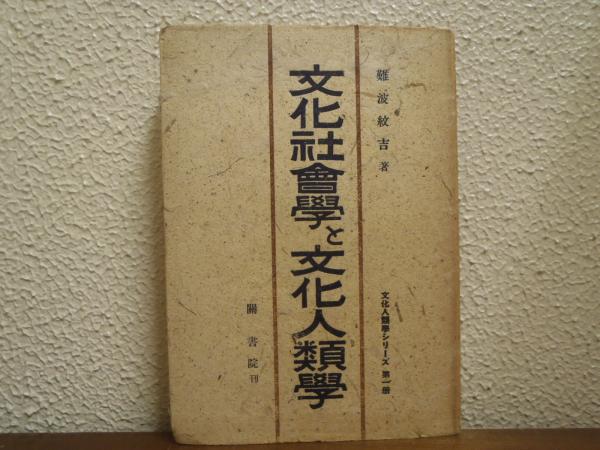 難波紋吉 著
文化人類學シリーズ 第一册
文化社會學と文化人類學
關書院刊